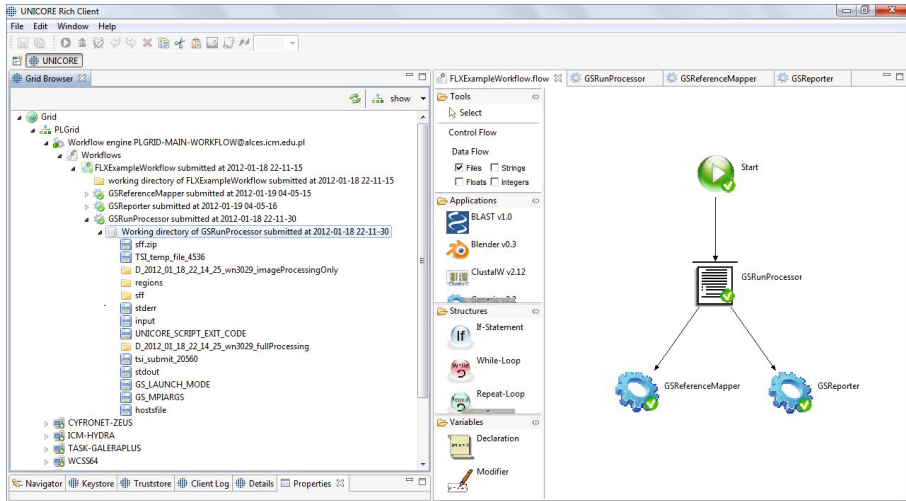 UNICORE Rich Client
File Edit Window Help
UNICORE
Grid Browser
show
Grid
PLGrid
Workflow engine PLGRID-MAIN-WORKFLOW@alces.icm.edu.pl
Workflows
FLXExampleWorkflow submitted at 2012-01-18 22-11-15
working directory of FLXExampleWorkflow submitted at 2012-01-18 22-11-15
GSReferenceMapper submitted at 2012-01-19 04-05-15
GSReporter submitted at 2012-01-19 04-05-16
GSRunProcessor submitted at 2012-01-18 22-11-30
Working directory of GSRunProcessor submitted at 2012-01-18 22-11-30
sff.zip
TSI_temp_file_4536
D_2012_01_18_22_14_25_wn3029_imageProcessingOnly
regions
sff
stderr
input
UNICORE_SCRIPT_EXIT_CODE
D_2012_01_18_22_14_25_wn3029_fullProcessing
tsi_submit_20560
stdout
GS_LAUNCH_MODE
GS_MPIARGS
hostsfile
CYFRONET-ZEUS
ICM-HYDRA
TASK-GALERAPLUS
WCSS64
Navigator Keystore Truststore Client Log Details Properties
FLXExampleWorkflow.flow GSRunProcessor GSReferenceMapper GSReporter
Tools
Select
Control Flow
Data Flow
Files Strings
Floats Integers
Applications
BLAST v1.0
Blender v0.3
ClustalW v2.12
Generic v2.2
Structures
If
If-Statement
While
While-Loop
Repeat
Repeat-Loop
Variables
Declaration
Modifier
Start
GSRunProcessor
GSReferenceMapper
GSReporter